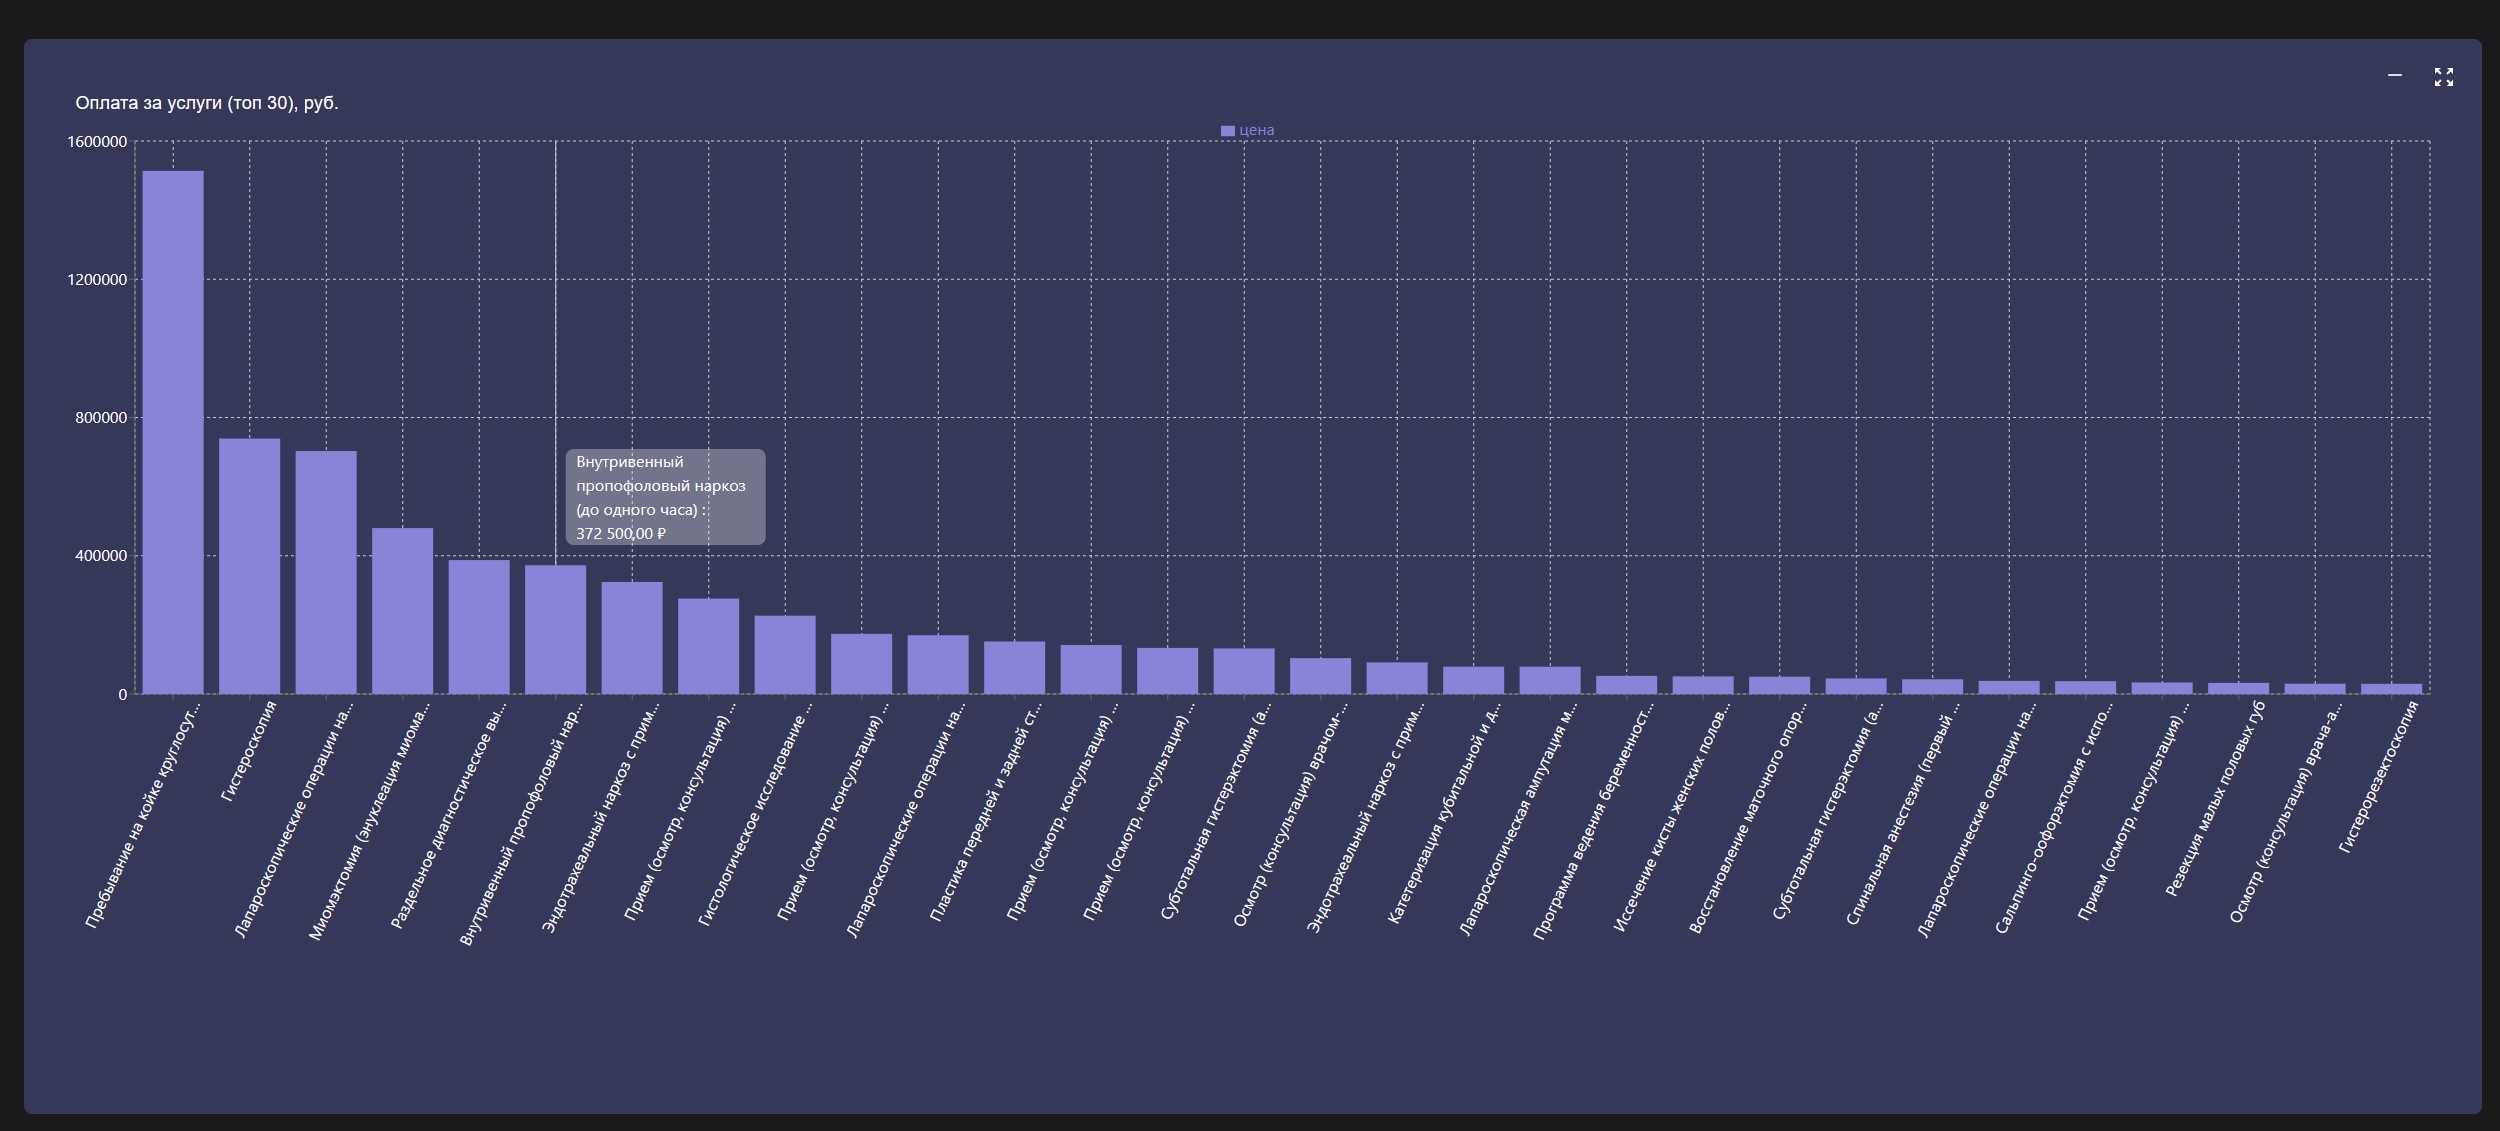 Оплата за услуги (топ 30), руб.
цена
1600000
1200000
800000
400000
0
Внутривенный
пропофоловый наркоз
(до одного часа) :
372 500,00 ₽
Пребывание на койке круглосут...
Гистероскопия
Лапароскопические операции на...
Миомэктомия (энуклеация миома...
Раздельное диагностическое вы...
Внутривенный пропофоловый нар...
Эндотрахеальный наркоз с прим...
Прием (осмотр, консультация) ...
Гистологическое исследование ...
Прием (осмотр, консультация) ...
Лапароскопические операции на...
Пластика передней и задней ст...
Прием (осмотр, консультация) ...
Прием (осмотр, консультация) ...
Субтотальная гистерэктомия (а...
Осмотр (консультация) врачом-...
Эндотрахеальный наркоз с прим...
Катетеризация кубитальной и д...
Лапароскопическая ампутация м...
Программа ведения беременност...
Иссечение кисты женских полов...
Восстановление маточного опор...
Субтотальная гистерэктомия (а...
Спинальная анестезия (первый ...
Лапароскопические операции на...
Сальпинго-оофорэктомия с испо...
Прием (осмотр, консультация) ...
Резекция малых половых губ
Осмотр (консультация) врача-а...
Гистерорезектоскопия